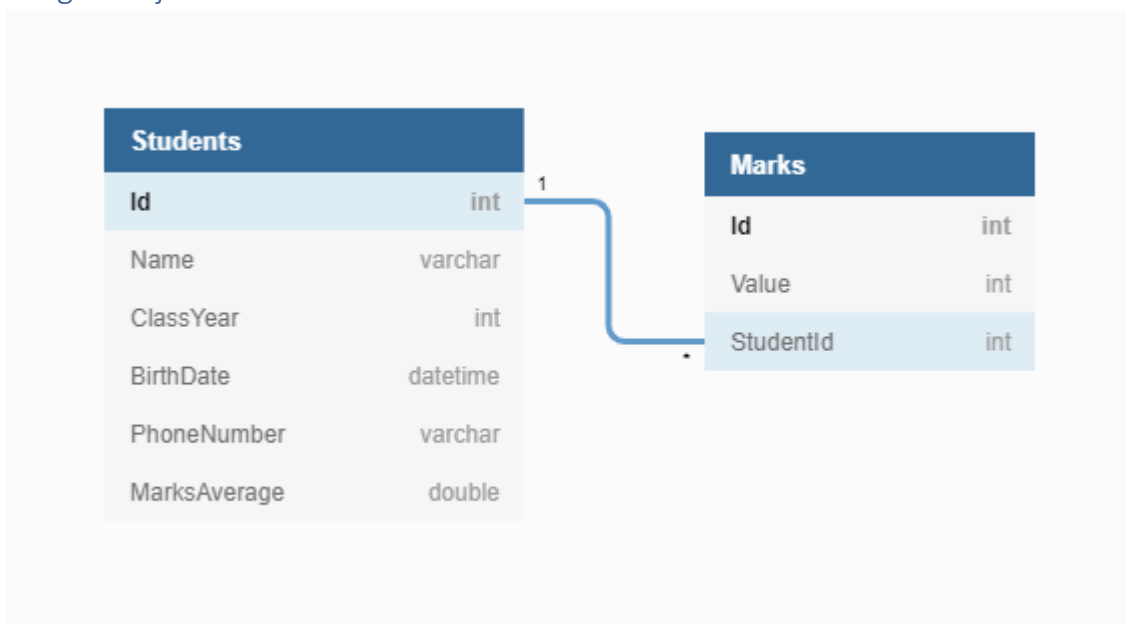 Students
Id int
Name varchar
ClassYear int
BirthDate datetime
PhoneNumber varchar
MarksAverage double
1
*
Marks
Id int
Value int
StudentId int